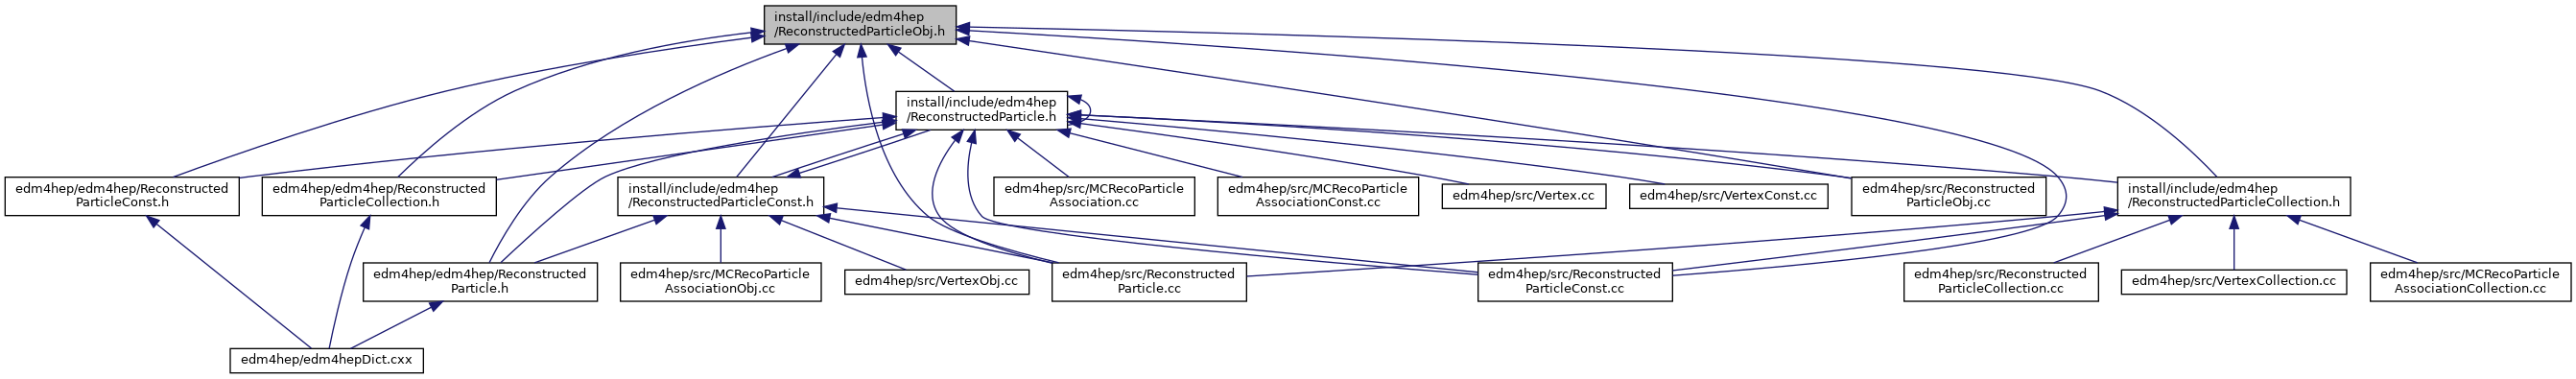 install/include/edm4hep
/ReconstructedParticleObj.h
install/include/edm4hep
/ReconstructedParticle.h
edm4hep/edm4hep/Reconstructed
ParticleConst.h
edm4hep/edm4hep/Reconstructed
ParticleCollection.h
install/include/edm4hep
/ReconstructedParticleConst.h
edm4hep/src/MCRecoParticle
Association.cc
edm4hep/src/MCRecoParticle
AssociationConst.cc
edm4hep/src/Vertex.cc
edm4hep/src/VertexConst.cc
edm4hep/src/Reconstructed
ParticleObj.cc
install/include/edm4hep
/ReconstructedParticleCollection.h
edm4hep/edm4hep/Reconstructed
Particle.h
edm4hep/src/MCRecoParticle
AssociationObj.cc
edm4hep/src/VertexObj.cc
edm4hep/src/Reconstructed
Particle.cc
edm4hep/src/Reconstructed
ParticleConst.cc
edm4hep/src/Reconstructed
ParticleCollection.cc
edm4hep/src/VertexCollection.cc
edm4hep/src/MCRecoParticle
AssociationCollection.cc
edm4hep/edm4hepDict.cxx